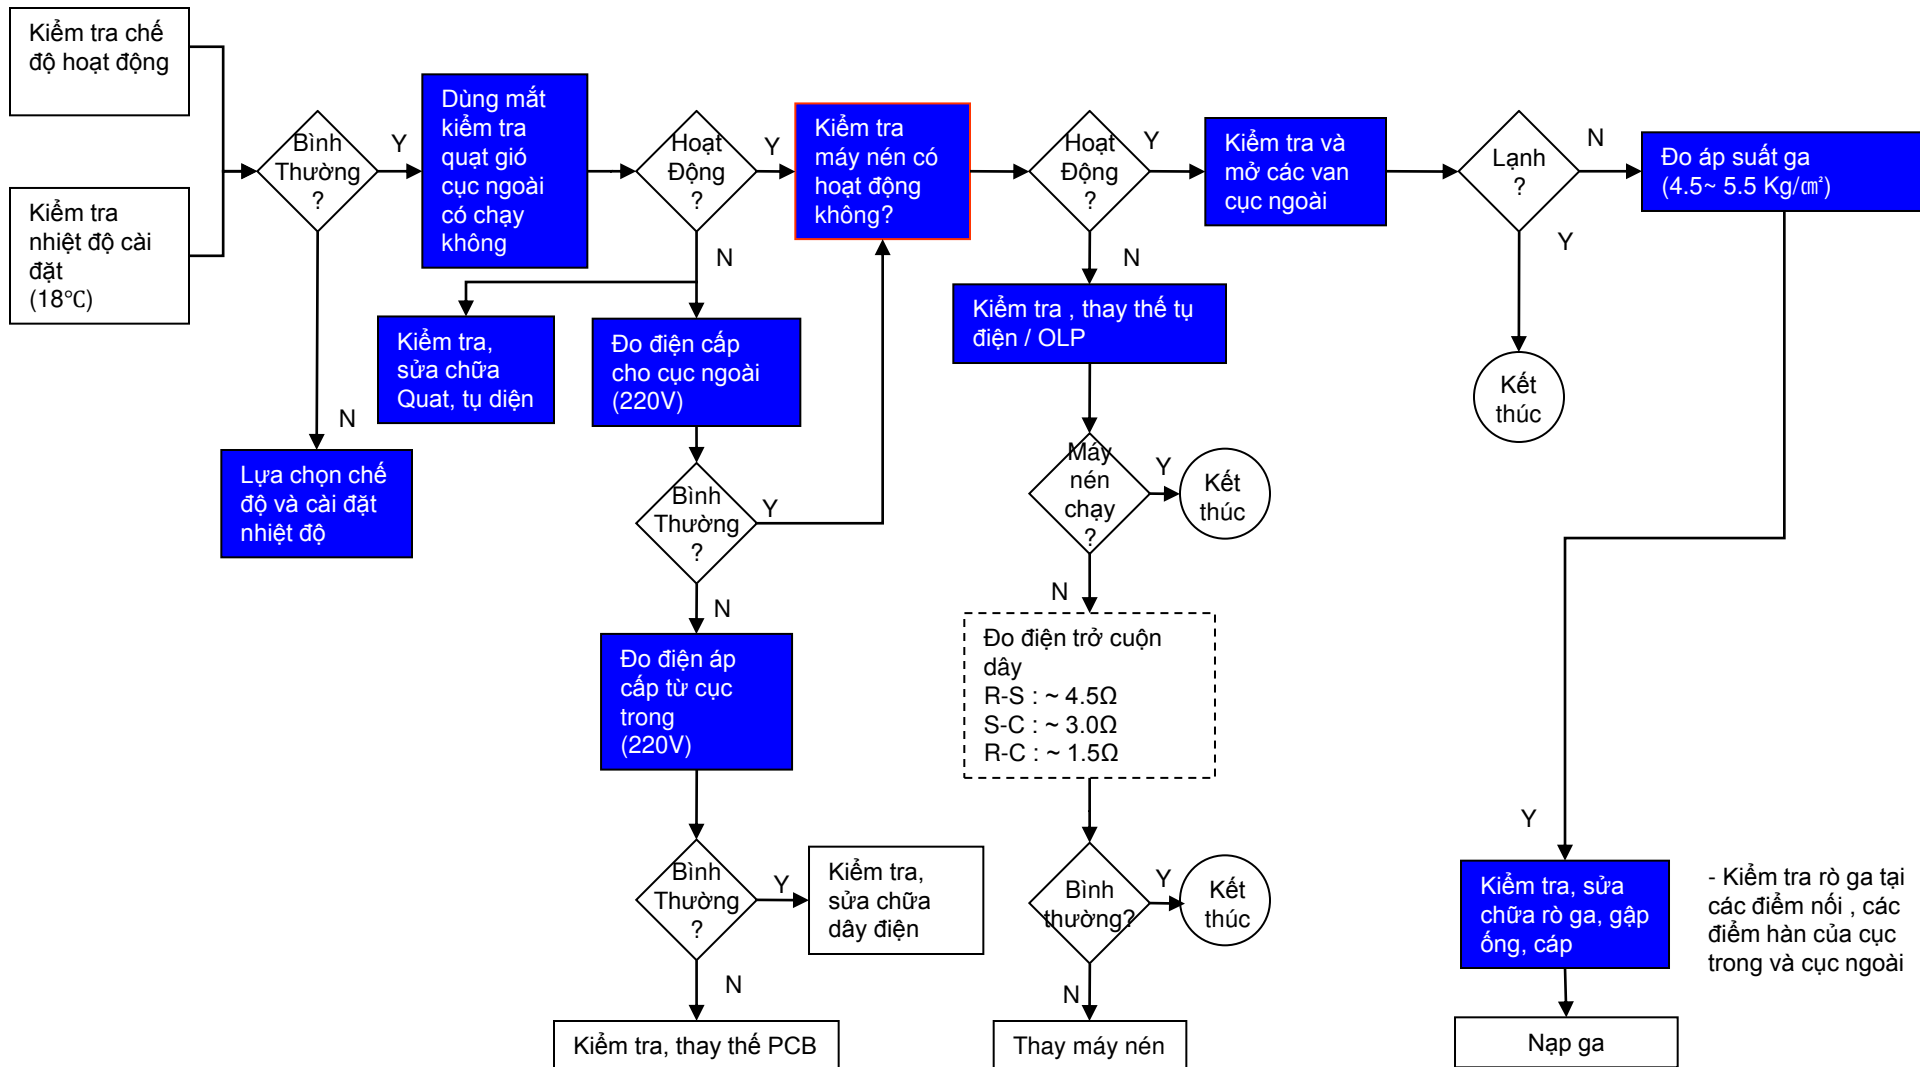 Kiểm tra chế
độ hoạt động
Kiểm tra
nhiệt độ cài
đặt
(18℃)
Bình
Thường
?
Y
N
Lựa chọn chế
độ và cài đặt
nhiệt độ
Dùng mắt
kiểm tra
quạt gió
cục ngoài
có chạy
không
Hoạt
Động
?
Y
N
Kiểm tra,
sửa chữa
Quat, tụ diện
Đo điện cấp
cho cục ngoài
(220V)
Bình
Thường
?
Y
N
Đo điện áp
cấp từ cục
trong
(220V)
Bình
Thường
?
Y
Kiểm tra,
sửa chữa
dây điện
N
Kiểm tra, thay thế PCB
Kiểm tra
máy nén có
hoạt động
không?
Hoạt
Động
?
Y
N
Kiểm tra , thay thế tụ
điện / OLP
Máy
nén
chạy
?
Y
Kết
thúc
N
Đo điện trở cuộn
dây
R-S : ~ 4.5Ω
S-C : ~ 3.0Ω
R-C : ~ 1.5Ω
Bình
thường?
Y
Kết
thúc
N
Thay máy nén
Kiểm tra và
mở các van
cục ngoài
Lạnh
?
N
Y
Kết
thúc
Đo áp suất ga
(4.5~ 5.5 Kg/㎠)
Y
Kiểm tra, sửa
chữa rò ga, gập
ống, cáp
- Kiểm tra rò ga tại
các điểm nối , các
điểm hàn của cục
trong và cục ngoài
Nạp ga